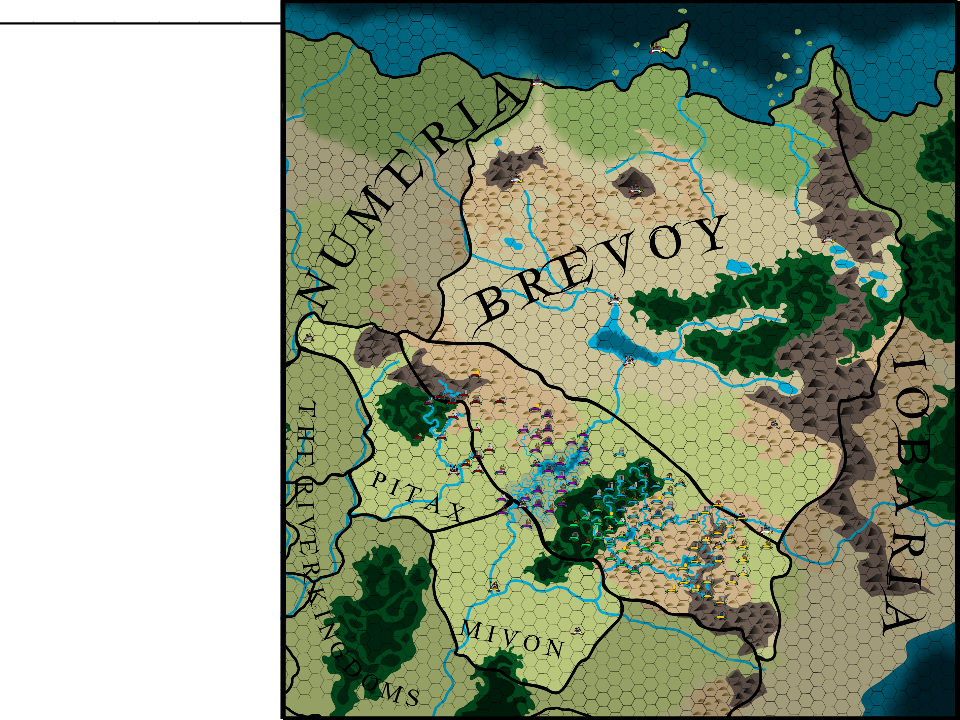 NUMERIA
BREVOY
IOBARIA
THE RIVER KINGDOMS
PITAX
MIVON